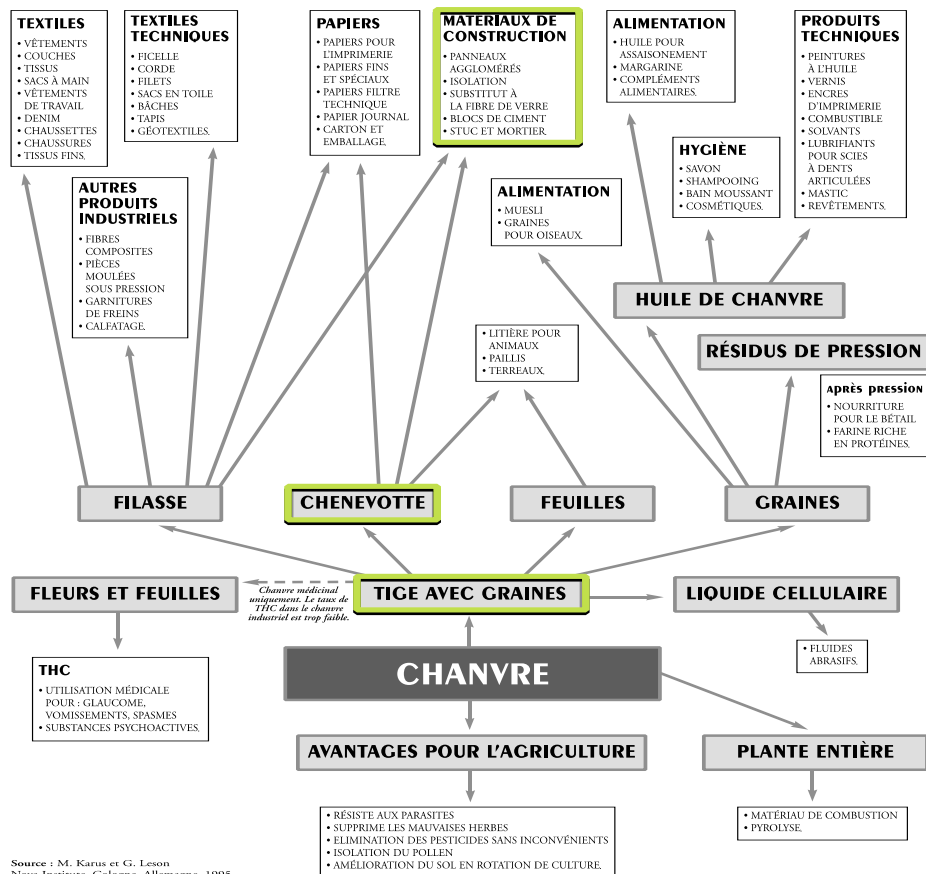 TEXTILES
• VÊTEMENTS
• COUCHES
• TISSUS
• SACS À MAIN
• VÊTEMENTS
DE TRAVAIL
• DENIM
• CHAUSSETTES
• CHAUSSURES
• TISSUS FINS.
TEXTILES
TECHNIQUES
• FICELLE
• CORDE
• FILETS
• SACS EN TOILE
• BÂCHES
• TAPIS
• GÉOTEXTILES.
PAPIERS
• PAPIERS POUR
L'IMPRIMERIE
• PAPIERS FINS
ET SPÉCIAUX
• PAPIERS FILTRE
TECHNIQUE
• PAPIER JOURNAL
• CARTON ET
EMBALLAGE.
MATÉRIAUX DE
CONSTRUCTION
• PANNEAUX
AGGLOMÉRÉS
• ISOLATION
• SUBSTITUT À
LA FIBRE DE VERRE
• BLOCS DE CIMENT
• STUC ET MORTIER.
ALIMENTATION
• HUILE POUR
ASSAISONEMENT
• MARGARINE
• COMPLÉMENTS
ALIMENTAIRES.
PRODUITS
TECHNIQUES
• PEINTURES
À L'HUILE
• VERNIS
• ENCRES
D'IMPRIMERIE
• COMBUSTIBLE
• SOLVANTS
• LUBRIFIANTS
POUR SCIES
À DENTS
ARTICULÉES
• MASTIC
• REVÊTEMENTS.
AUTRES
PRODUITS
INDUSTRIELS
• FIBRES
COMPOSITES
• PIÈCES
MOULÉES
SOUS PRESSION
• GARNITURES
DE FREINS
• CALFATAGE.
ALIMENTATION
• MUESLI
• GRAINES
POUR OISEAUX.
HYGIÈNE
• SAVON
• SHAMPOOING
• BAIN MOUSSANT
• COSMÉTIQUES.
HUILE DE CHANVRE
• LITIÈRE POUR
ANIMAUX
• PAILLIS
• TERREAUX.
RÉSIDUS DE PRESSION
APRÈS PRESSION
• NOURRITURE
POUR LE BÉTAIL
• FARINE RICHE
EN PROTÉINES.
FILASSE
CHENEVOTTE
FEUILLES
GRAINES
FLEURS ET FEUILLES
Chanvre médicinal
uniquement. Le taux de
THC dans le chanvre
industriel est trop faible.
TIGE AVEC GRAINES
LIQUIDE CELLULAIRE
THC
• UTILISATION MÉDICALE
POUR : GLAUCOME,
VOMISSEMENTS, SPASMES
• SUBSTANCES PSYCHOACTIVES.
CHANVRE
• FLUIDES
ABRASIFS.
AVANTAGES POUR L'AGRICULTURE
PLANTE ENTIÈRE
• RÉSISTE AUX PARASITES
• SUPPRIME LES MAUVAISES HERBES
• ELIMINATION DES PESTICIDES SANS INCONVÉNIENTS
• ISOLATION DU POLLEN
• AMÉLIORATION DU SOL EN ROTATION DE CULTURE.
• MATÉRIAU DE COMBUSTION
• PYROLYSE.
Source : M. Karus et G. Leson
Nova Institute, Cologne, Allemagne, 1995